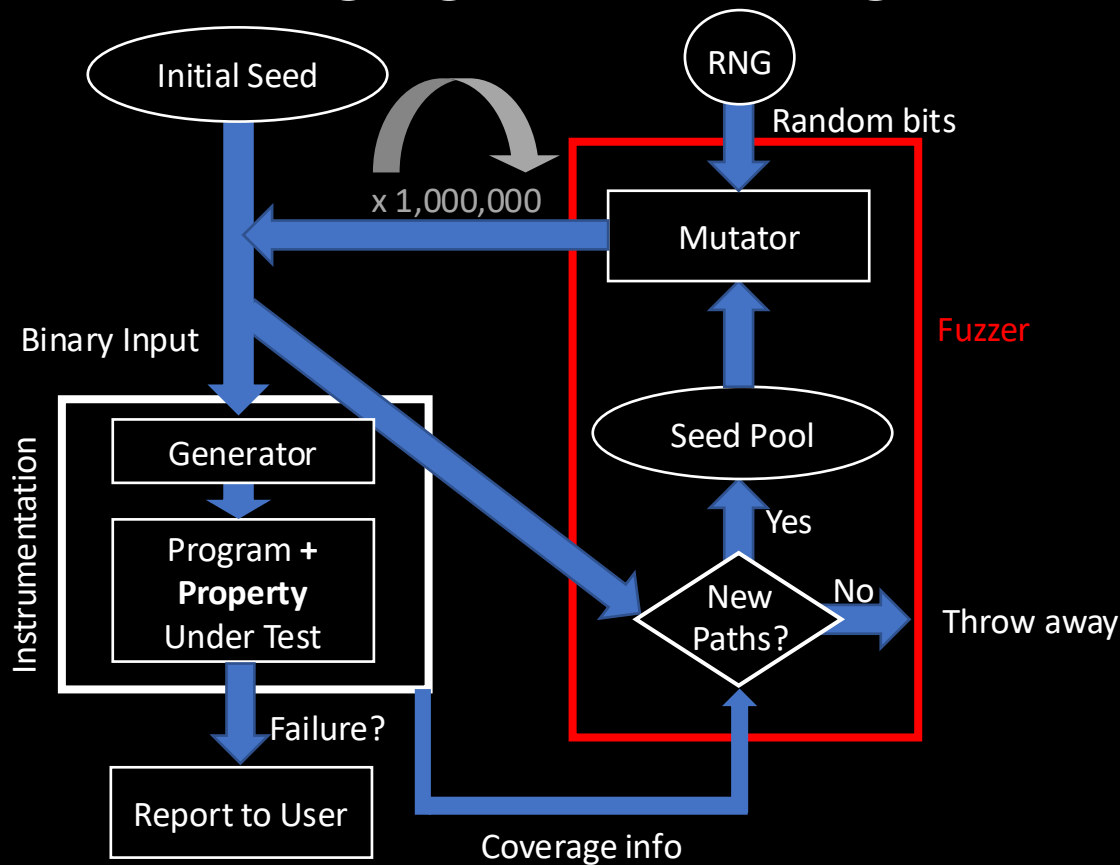 Initial Seed
RNG
Random bits
x 1,000,000
Mutator
Binary Input
Fuzzer
Instrumentation
Generator
Seed Pool
Yes
Program +
Property
Under Test
New
Paths?
No
Throw away
Failure?
Report to User
Coverage info